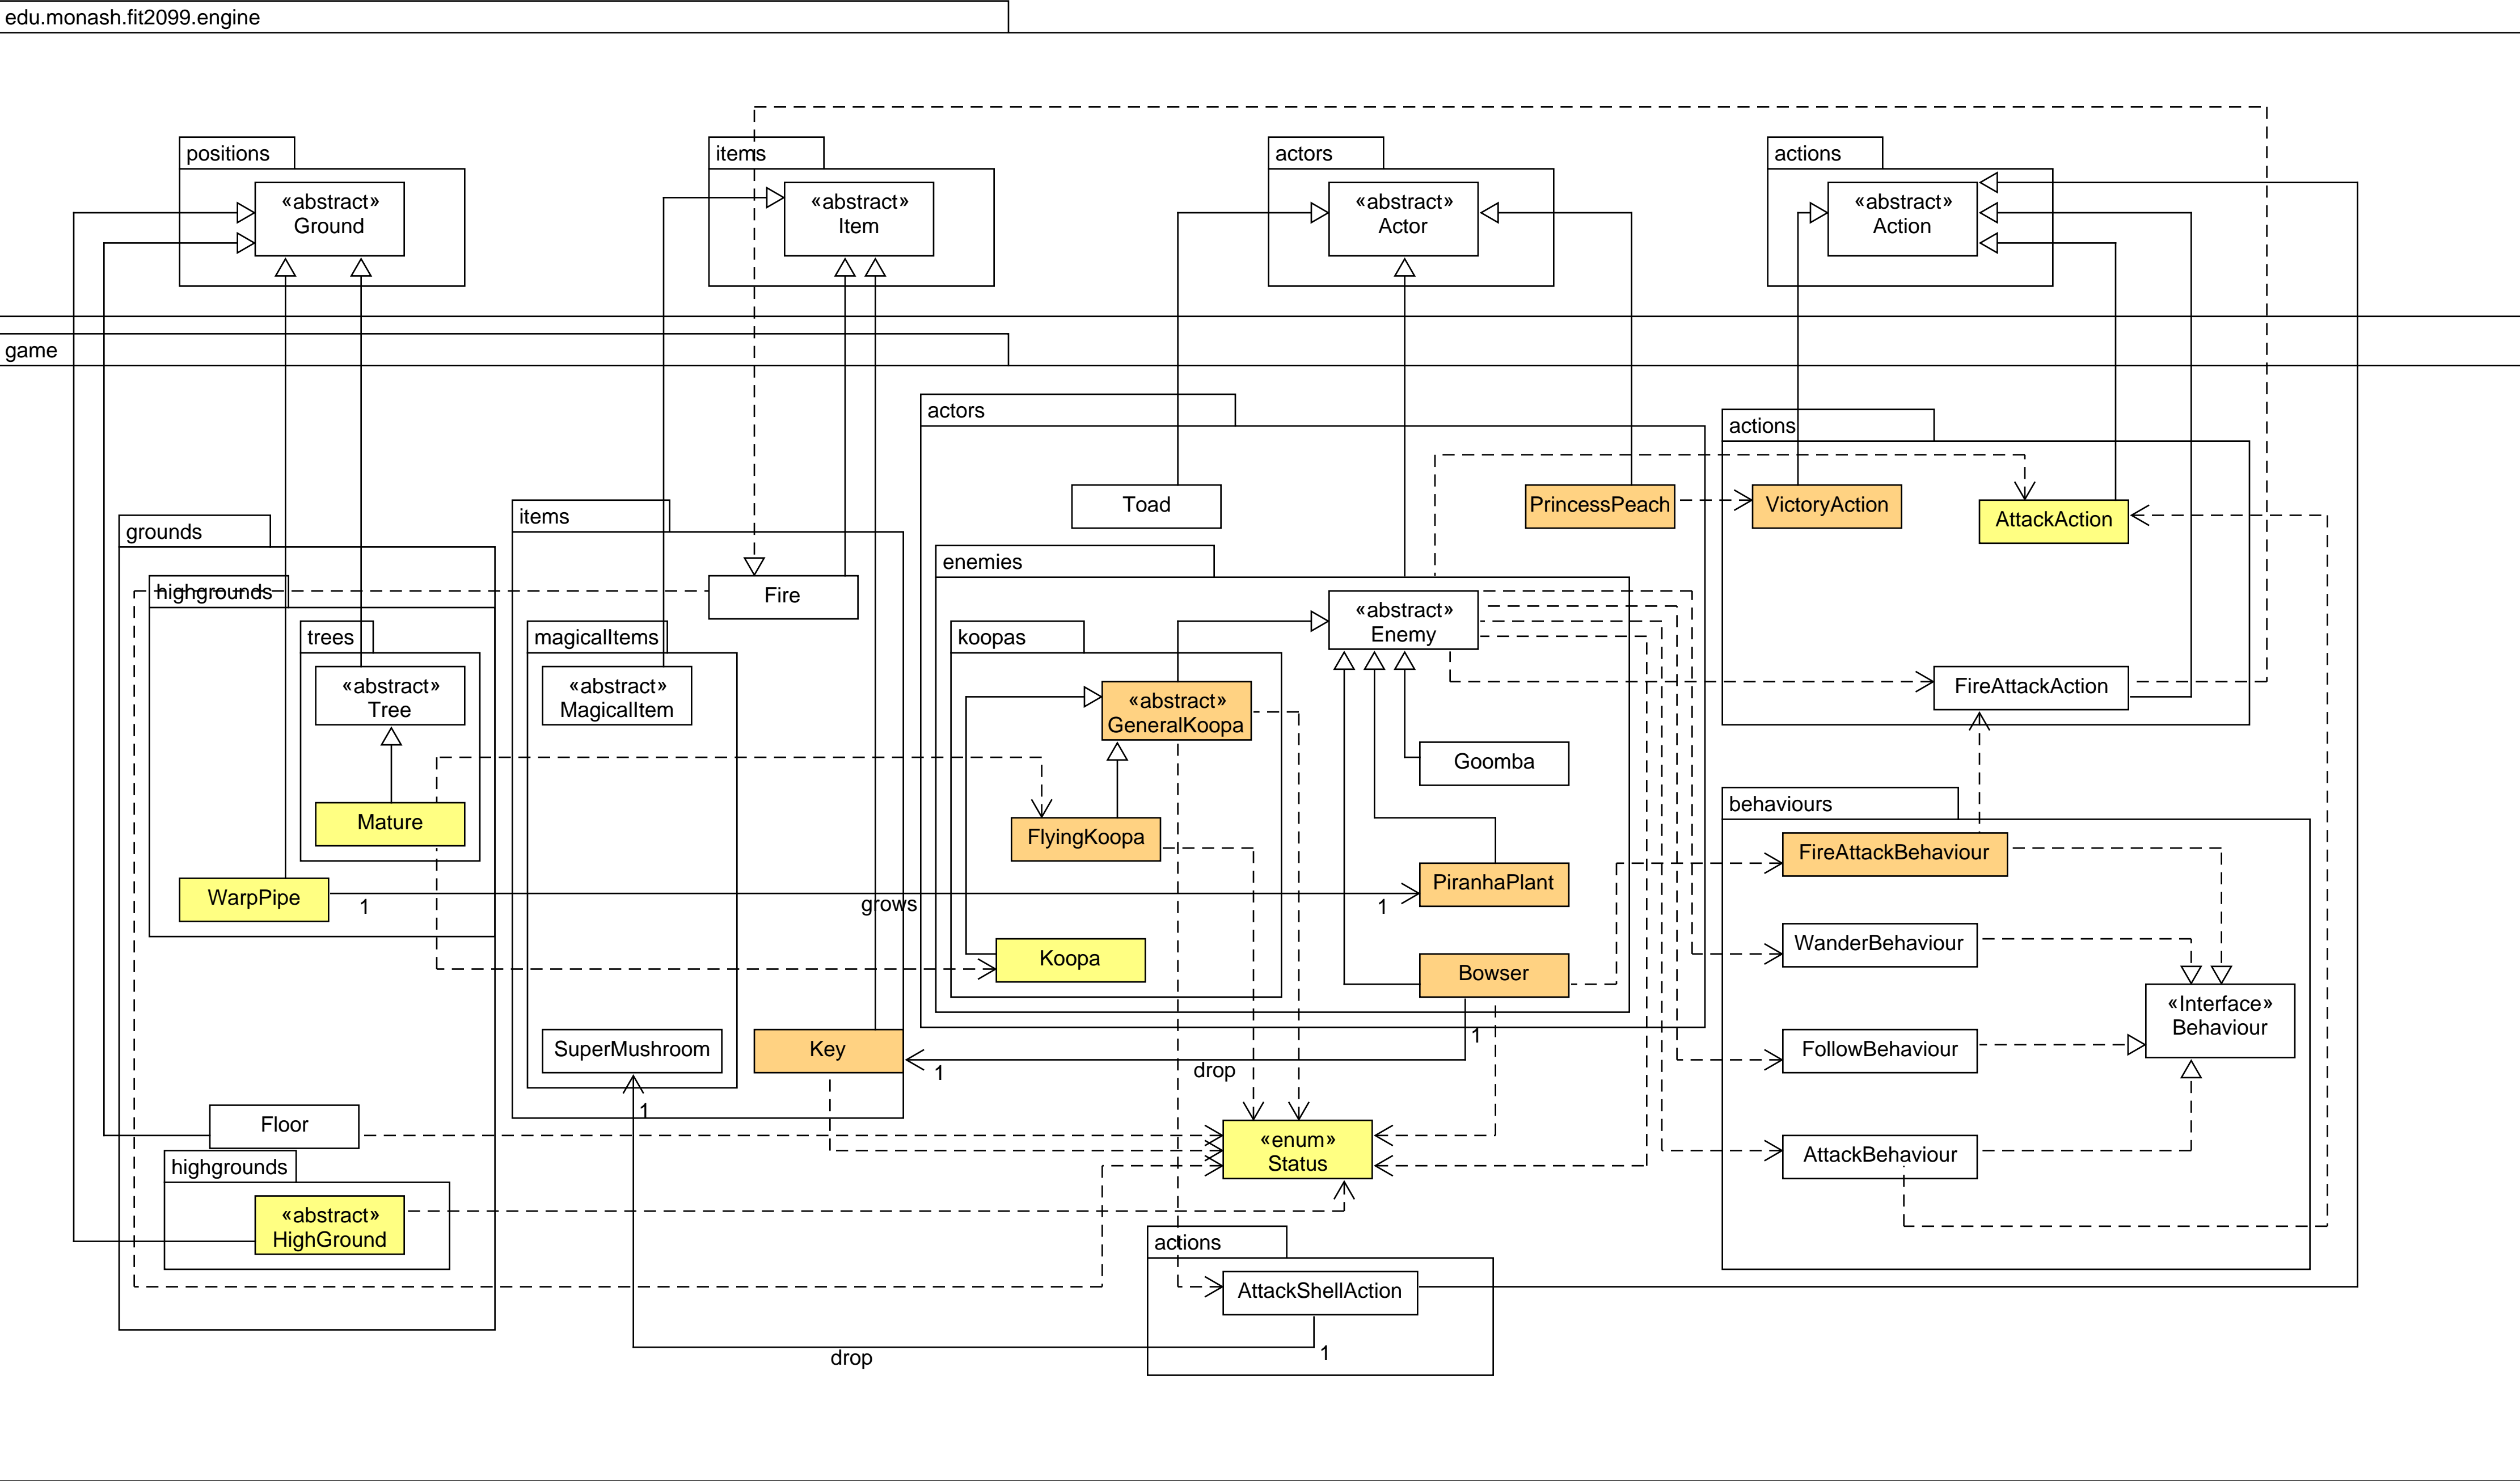 edu.monash.fit2099.engine
positions
items
actors
actions
«abstract»
Ground
«abstract»
Item
«abstract»
Actor
«abstract»
Action
game
actors
actions
Toad
PrincessPeach
VictoryAction
AttackAction
grounds
items
enemies
highgrounds
Fire
«abstract»
Enemy
trees
magicalItems
koopas
«abstract»
Tree
«abstract»
MagicalItem
«abstract»
GeneralKoopa
FireAttackAction
Goomba
behaviours
Mature
FlyingKoopa
FireAttackBehaviour
WarpPipe
1
grows
1
PiranhaPlant
WanderBehaviour
Koopa
Bowser
«Interface»
Behaviour
SuperMushroom
Key
1
drop
1
FollowBehaviour
1
Floor
«enum»
Status
AttackBehaviour
highgrounds
«abstract»
HighGround
actions
AttackShellAction
drop
1